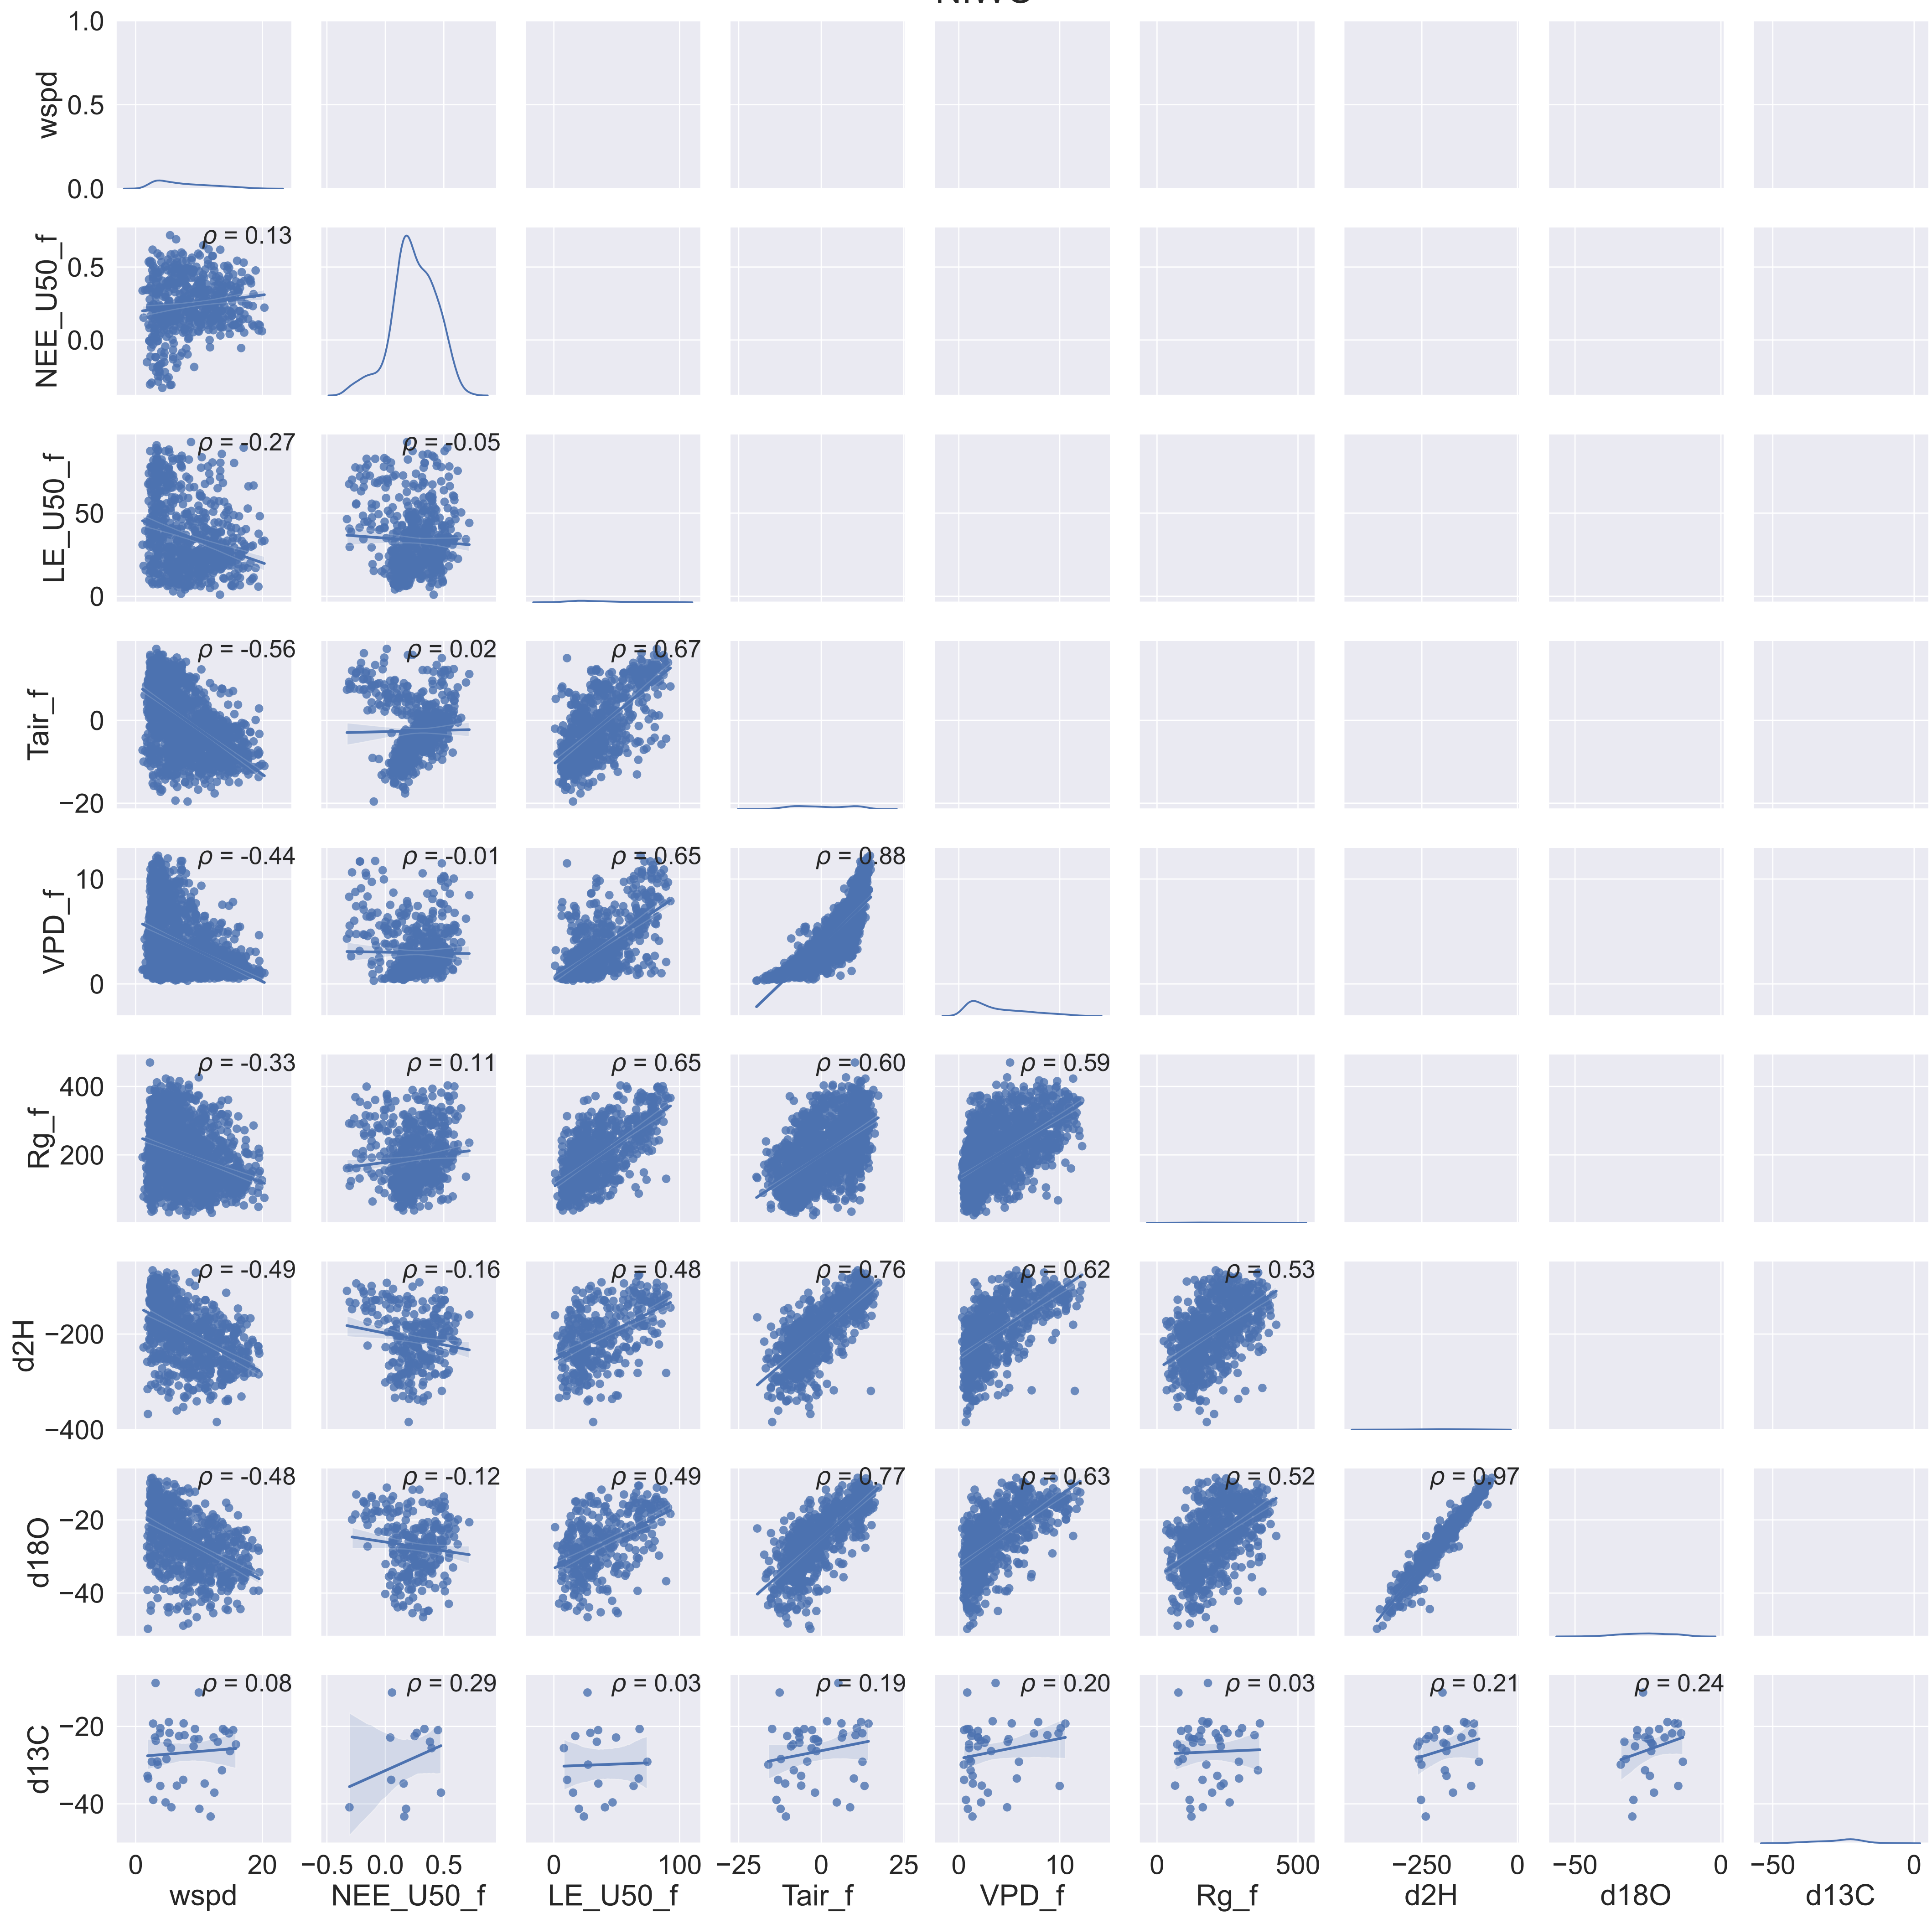 1.0
wspd
0.5
0.0
NEE_U50_f
ρ = 0.13
0.5
0.0
LE_U50_f
ρ = -0.27 ρ = -0.05
50
0
Tair_f
ρ = -0.56 ρ = 0.02 ρ = 0.67
0
−20
VPD_f
ρ = -0.44 ρ = -0.01 ρ = 0.65 ρ = 0.88
10
0
Rg_f
ρ = -0.33 ρ = 0.11 ρ = 0.65 ρ = 0.60 ρ = 0.59
400
200
d2H
ρ = -0.49 ρ = -0.16 ρ = 0.48 ρ = 0.76 ρ = 0.62 ρ = 0.53
−200
−400
d18O
ρ = -0.48 ρ = -0.12 ρ = 0.49 ρ = 0.77 ρ = 0.63 ρ = 0.52 ρ = 0.97
−20
−40
d13C
ρ = 0.08 ρ = 0.29 ρ = 0.03 ρ = 0.19 ρ = 0.20 ρ = 0.03 ρ = 0.21 ρ = 0.24
−20
−40
0 20 −0.5 0.0 0.5 0 100 −25 0 25 0 10 0 500 −250 0 −50 0 −50 0
wspd NEE_U50_f LE_U50_f Tair_f VPD_f Rg_f d2H d18O d13C